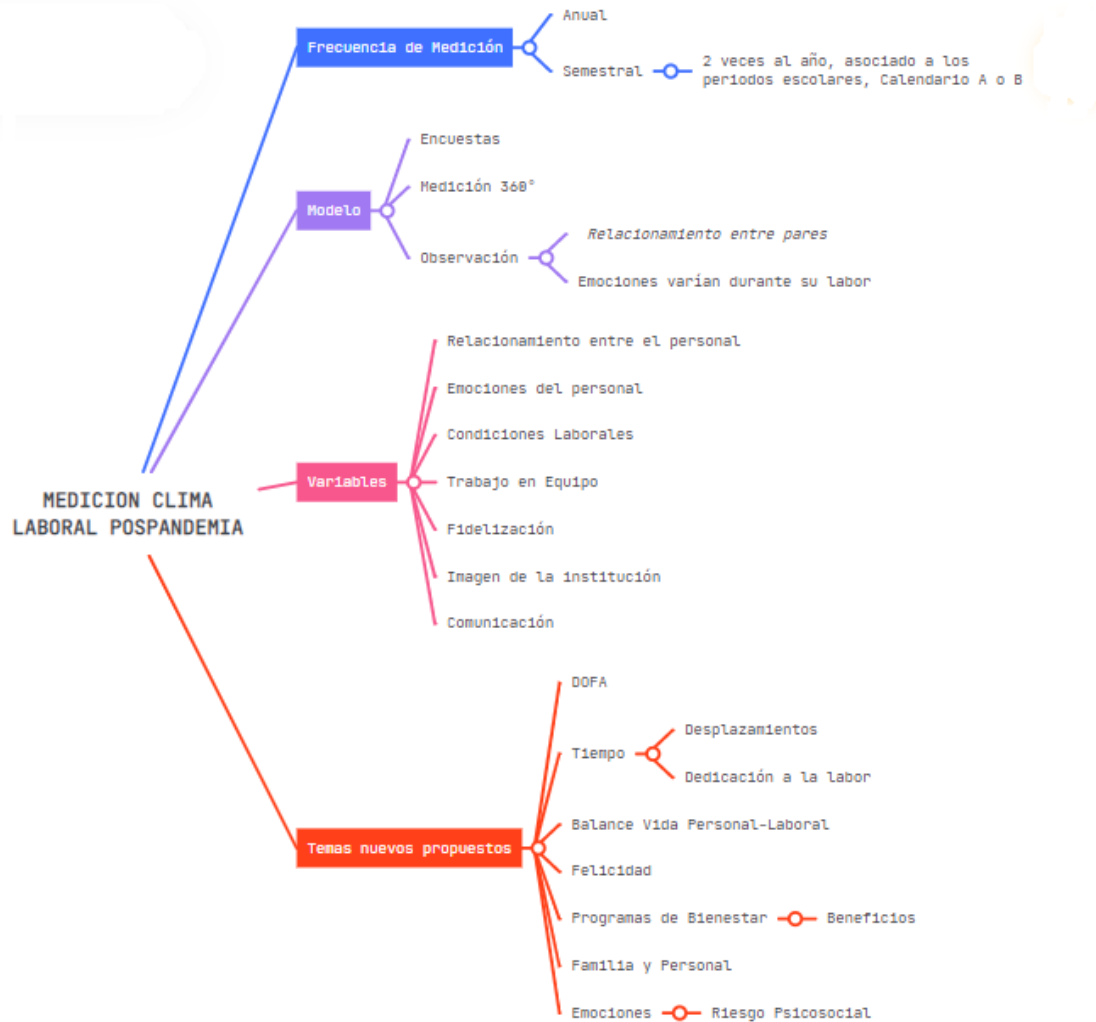 Frecuencia de Medición
Anual
Semestral
2 veces al año, asociado a los
periodos escolares, Calendario A o B
Modelo
Encuestas
Medición 360°
Observación
Relacionamiento entre pares
Emociones varían durante su labor
MEDICION CLIMA
LABORAL POSPANDEMIA
Variables
Relacionamiento entre el personal
Emociones del personal
Condiciones Laborales
Trabajo en Equipo
Fidelización
Imagen de la institución
Comunicación
Temas nuevos propuestos
DOFA
Tiempo
Desplazamientos
Dedicación a la labor
Balance Vida Personal-Laboral
Felicidad
Programas de Bienestar
Beneficios
Familia y Personal
Emociones
Riesgo Psicosocial